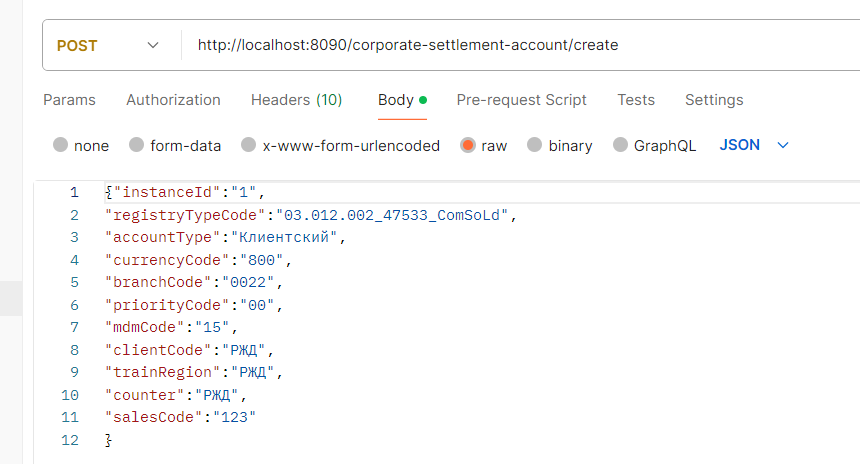 POST http://localhost:8090/corporate-settlement-account/create
Params Authorization Headers (10) Body Pre-request Script Tests Settings
none form-data x-www-form-urlencoded raw binary GraphQL JSON
1 {"instanceId":"1",
2 "registryTypeCode":"03.012.002_47533_ComSoLd",
3 "accountType":"Клиентский",
4 "currencyCode":"800",
5 "branchCode":"0022",
6 "priorityCode":"00",
7 "mdmCode":"15",
8 "clientCode":"РЖД",
9 "trainRegion":"РЖД",
10 "counter":"РЖД",
11 "salesCode":"123"
12 }